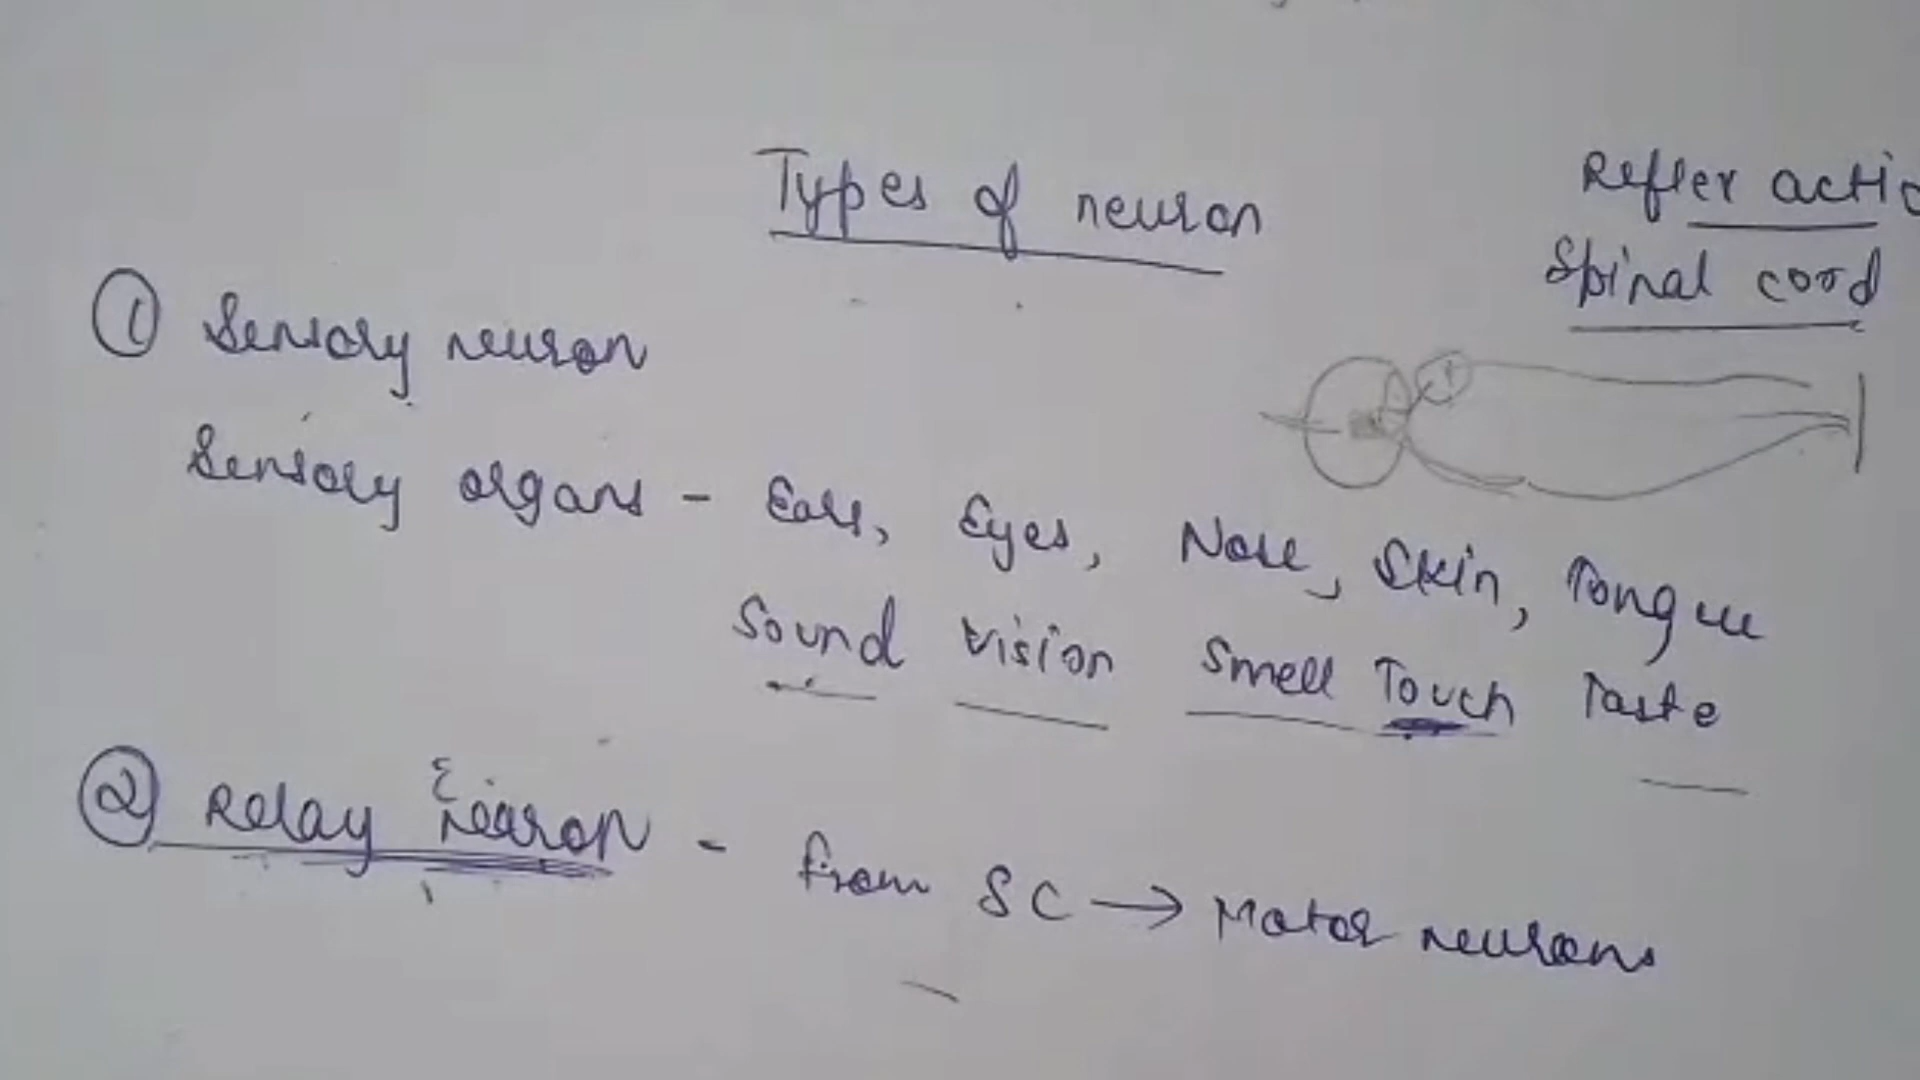 Types of neuron
Reflex actio
Spinal cord
① Sensory neuron
Sensory organs - Ears, Eyes, Nose, Skin, Tongue
Sound Vision Smell Touch Taste
② Relay neuron - from SC → Motor neurons